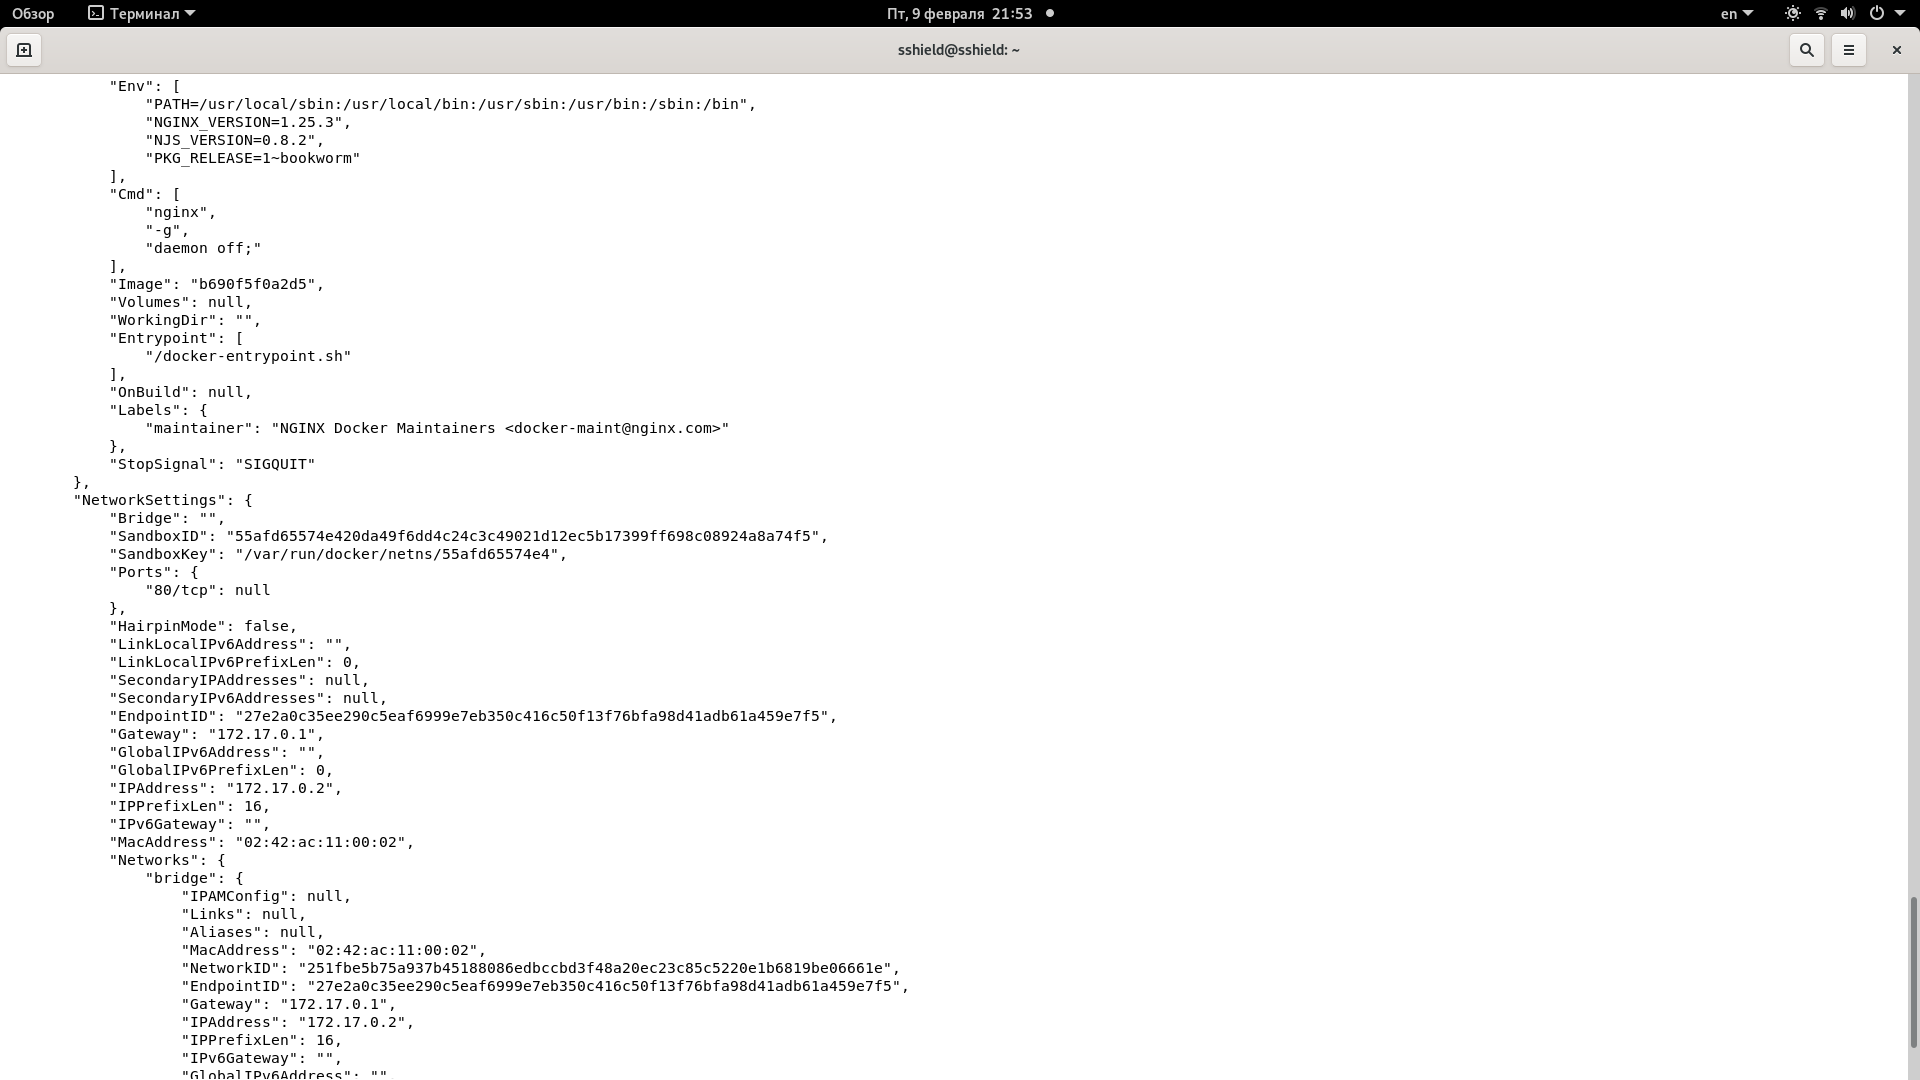 Обзор Терминал Пт, 9 февраля 21:53 en
sshield@sshield: ~
"Env": [
"PATH=/usr/local/sbin:/usr/local/bin:/usr/sbin:/usr/bin:/sbin:/bin",
"NGINX_VERSION=1.25.3",
"NJS_VERSION=0.8.2",
"PKG_RELEASE=1~bookworm"
],
"Cmd": [
"nginx",
"-g",
"daemon off;"
],
"Image": "b690f5f0a2d5",
"Volumes": null,
"WorkingDir": "",
"Entrypoint": [
"/docker-entrypoint.sh"
],
"OnBuild": null,
"Labels": {
"maintainer": "NGINX Docker Maintainers <docker-maint@nginx.com>"
},
"StopSignal": "SIGQUIT"
},
"NetworkSettings": {
"Bridge": "",
"SandboxID": "55afd65574e420da49f6dd4c24c3c49021d12ec5b17399ff698c08924a8a74f5",
"SandboxKey": "/var/run/docker/netns/55afd65574e4",
"Ports": {
"80/tcp": null
},
"HairpinMode": false,
"LinkLocalIPv6Address": "",
"LinkLocalIPv6PrefixLen": 0,
"SecondaryIPAddresses": null,
"SecondaryIPv6Addresses": null,
"EndpointID": "27e2a0c35ee290c5eaf6999e7eb350c416c50f13f76bfa98d41adb61a459e7f5",
"Gateway": "172.17.0.1",
"GlobalIPv6Address": "",
"GlobalIPv6PrefixLen": 0,
"IPAddress": "172.17.0.2",
"IPPrefixLen": 16,
"IPv6Gateway": "",
"MacAddress": "02:42:ac:11:00:02",
"Networks": {
"bridge": {
"IPAMConfig": null,
"Links": null,
"Aliases": null,
"MacAddress": "02:42:ac:11:00:02",
"NetworkID": "251fbe5b75a937b45188086edbccbd3f48a20ec23c85c5220e1b6819be06661e",
"EndpointID": "27e2a0c35ee290c5eaf6999e7eb350c416c50f13f76bfa98d41adb61a459e7f5",
"Gateway": "172.17.0.1",
"IPAddress": "172.17.0.2",
"IPPrefixLen": 16,
"IPv6Gateway": "",
"GlobalIPv6Address": "",